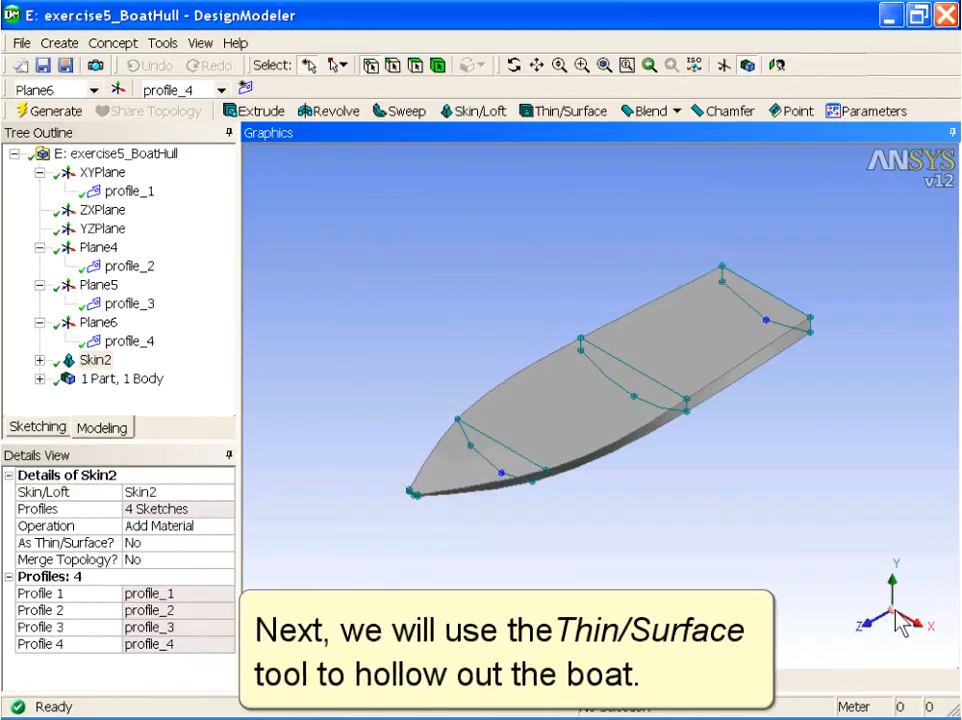 E: exercise5_BoatHull - DesignModeler
File Create Concept Tools View Help
Undo Redo Select: ISO
Plane6 profile_4
Generate Share Topology Extrude Revolve Sweep Skin/Loft Thin/Surface Blend Chamfer Point Parameters
Tree Outline
Graphics
E: exercise5_BoatHull
XYPlane
profile_1
ZXPlane
YZPlane
Plane4
profile_2
Plane5
profile_3
Plane6
profile_4
Skin2
1 Part, 1 Body
ANSYS
v12
Sketching Modeling
Details View
Details of Skin2
Skin/Loft Skin2
Profiles 4 Sketches
Operation Add Material
As Thin/Surface? No
Merge Topology? No
Profiles: 4
Profile 1 profile_1
Profile 2 profile_2
Profile 3 profile_3
Profile 4 profile_4
Y
Z X
Next, we will use the Thin/Surface
tool to hollow out the boat.
Ready Meter 0 0